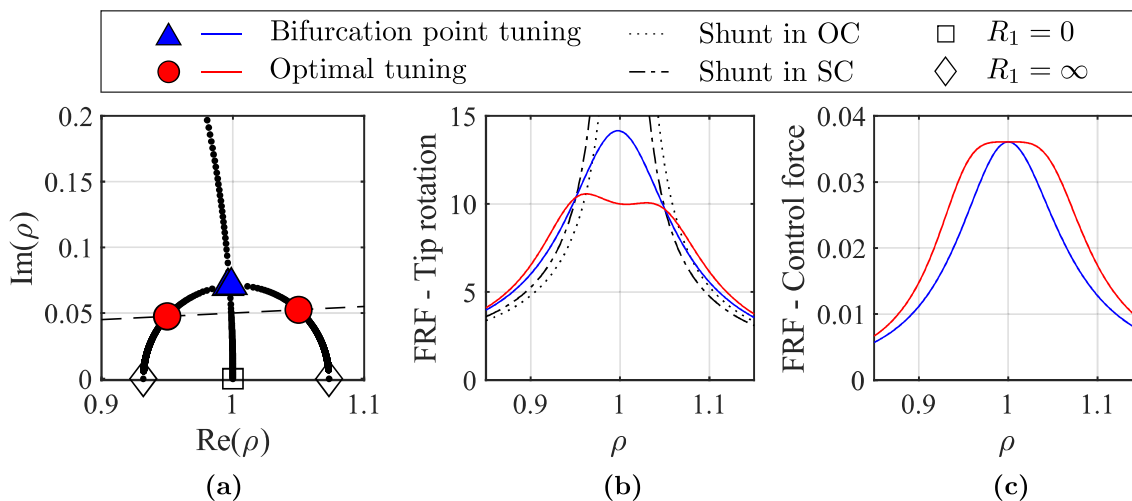 Bifurcation point tuning
Shunt in OC
R₁ = 0
Optimal tuning
Shunt in SC
R₁ = ∞
0.2
0.15
0.1
0.05
0
Im(ρ)
0.9
1
1.1
Re(ρ)
(a)
15
10
5
0
FRF - Tip rotation
0.9
1
1.1
ρ
(b)
0.04
0.03
0.02
0.01
0
FRF - Control force
0.9
1
1.1
ρ
(c)